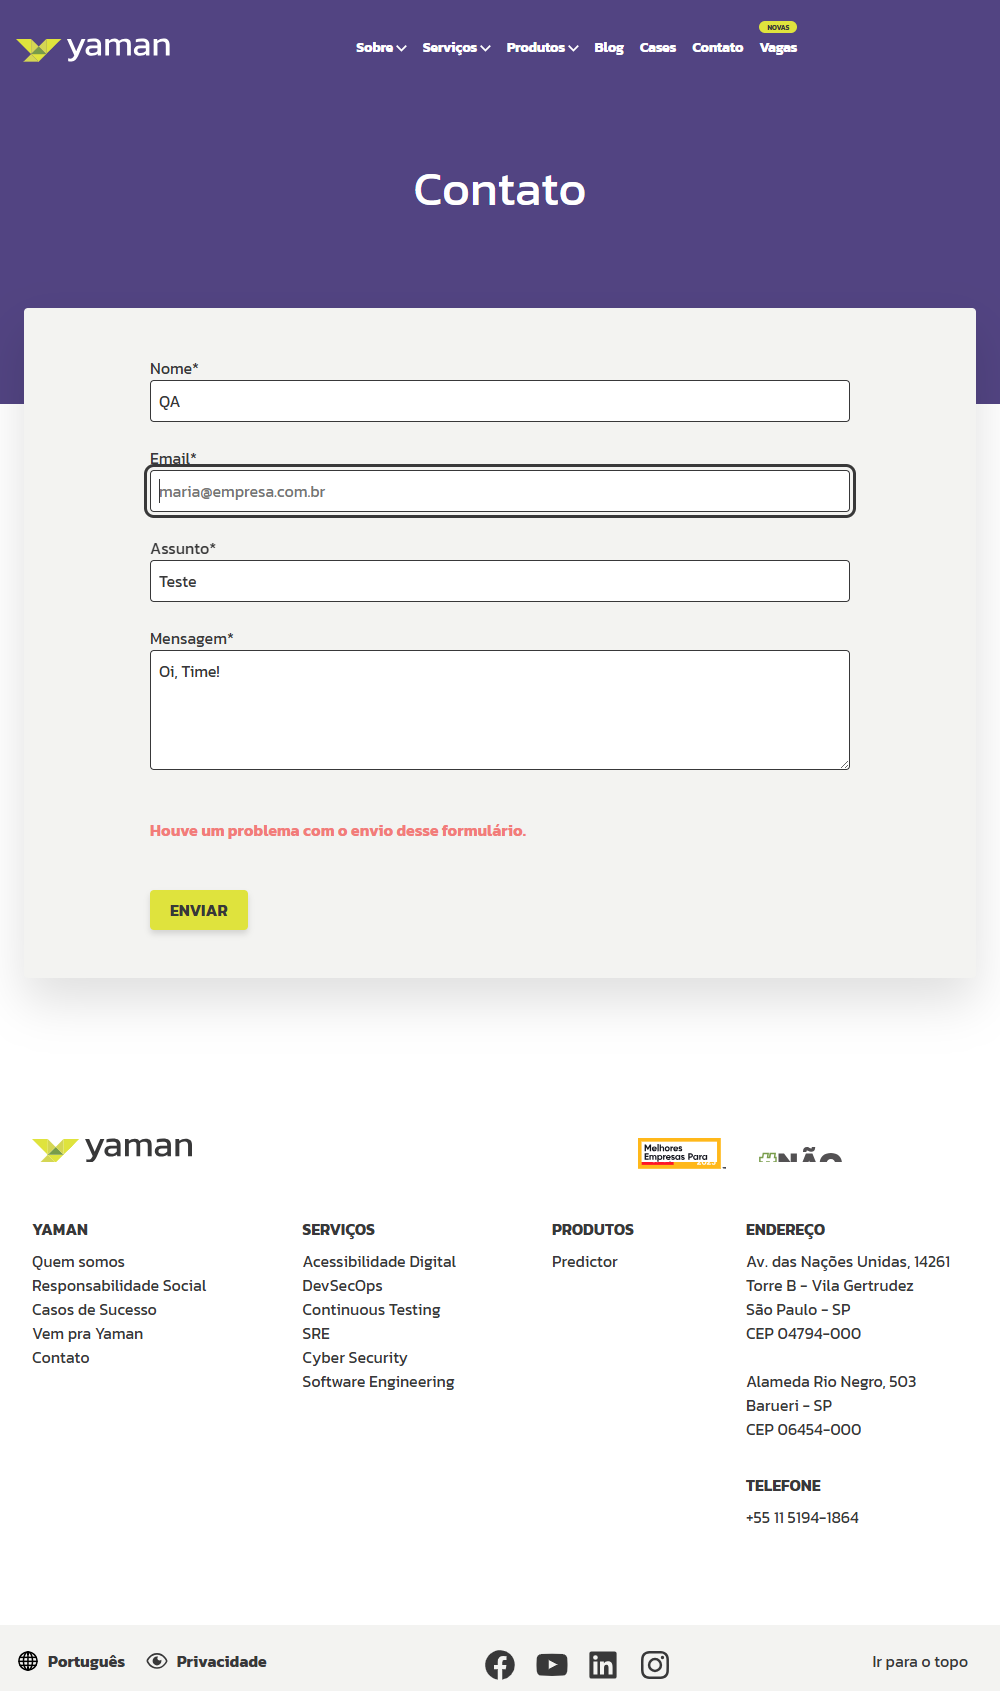 yaman
Sobre Serviços Produtos Blog Cases Contato NOVAS Vagas
Contato
Nome*
QA
Email*
maria@empresa.com.br
Assunto*
Teste
Mensagem*
Oi, Time!
Houve um problema com o envio desse formulário.
ENVIAR
yaman
Melhores
Empresas Para
#NÃO
YAMAN
Quem somos
Responsabilidade Social
Casos de Sucesso
Vem pra Yaman
Contato
SERVIÇOS
Acessibilidade Digital
DevSecOps
Continuous Testing
SRE
Cyber Security
Software Engineering
PRODUTOS
Predictor
ENDEREÇO
Av. das Nações Unidas, 14261
Torre B - Vila Gertrudez
São Paulo - SP
CEP 04794-000
Alameda Rio Negro, 503
Barueri - SP
CEP 06454-000
TELEFONE
+55 11 5194-1864
Português Privacidade
Ir para o topo